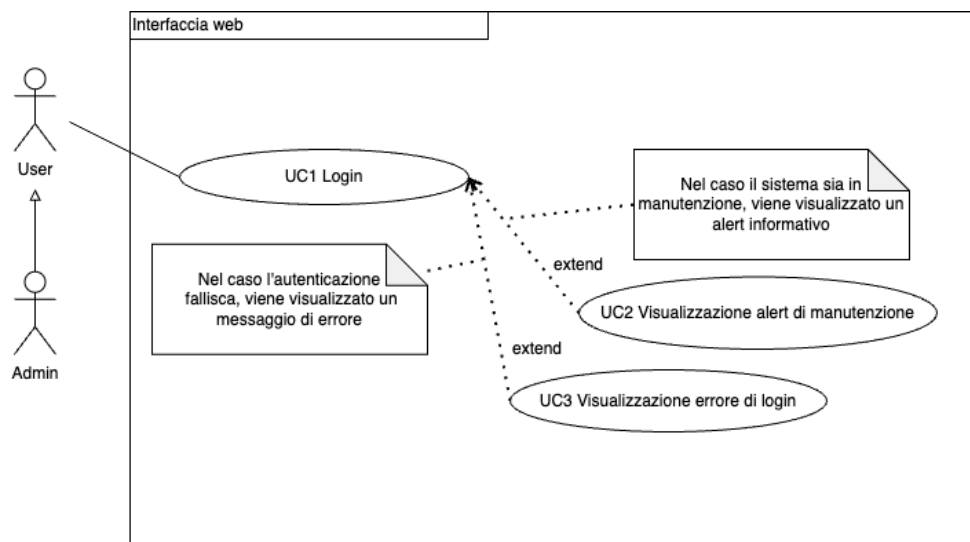 Interfaccia web
User
UC1 Login
Nel caso il sistema sia in
manutenzione, viene visualizzato un
alert informativo
Nel caso l'autenticazione
fallisca, viene visualizzato un
messaggio di errore
extend
UC2 Visualizzazione alert di manutenzione
extend
Admin
UC3 Visualizzazione errore di login